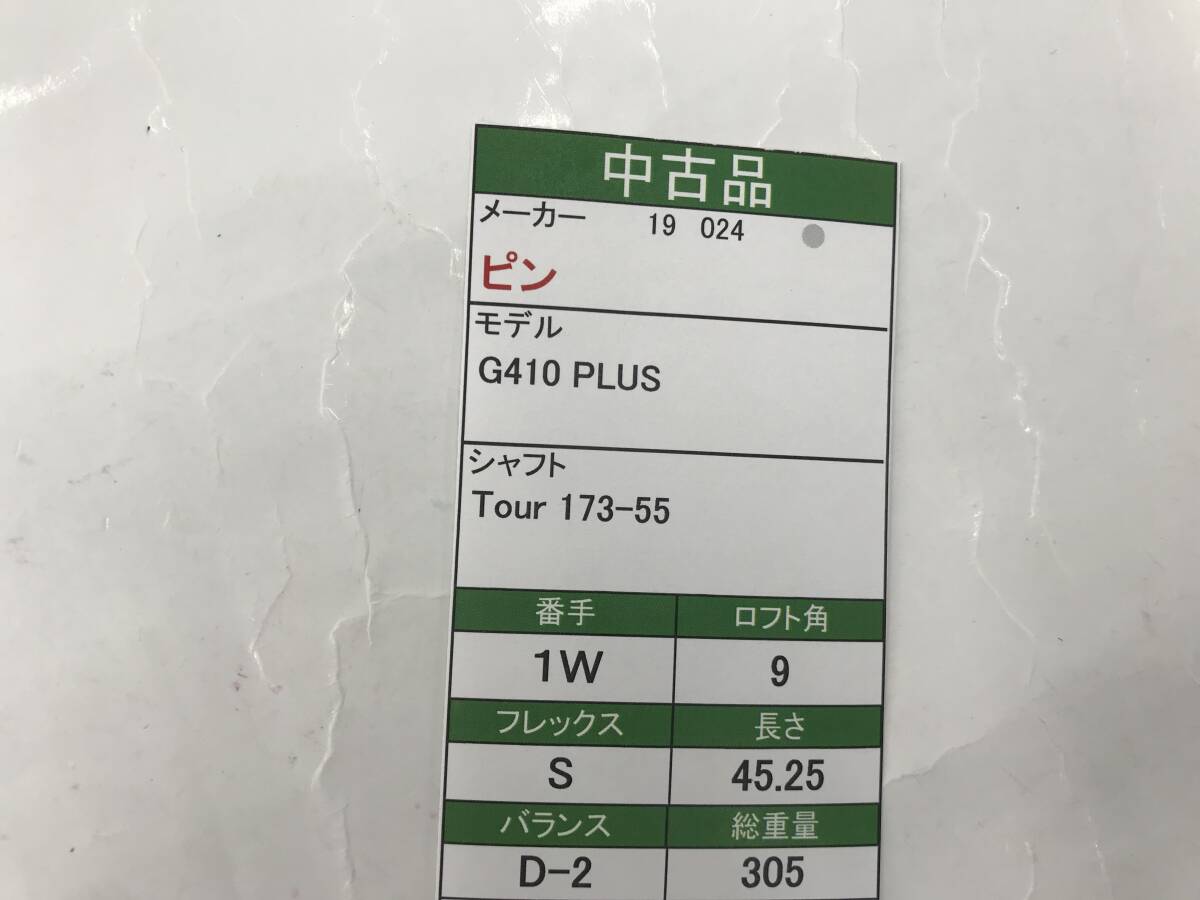 中古品
メーカー 19 024
ピン
モデル
G410 PLUS
シャフト
Tour 173-55
番手 ロフト角
1W 9
フレックス 長さ
S 45.25
バランス 総重量
D-2 305